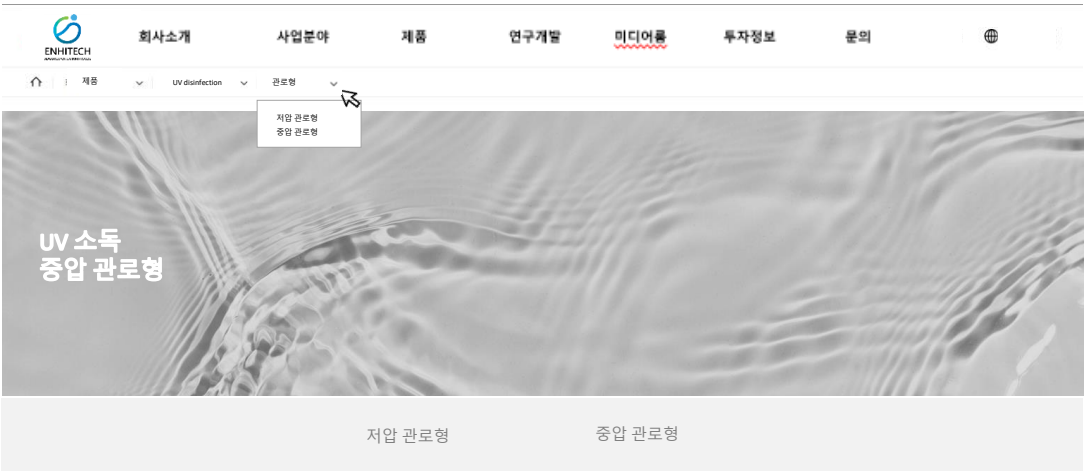 ENHITECH
회사소개 사업분야 제품 연구개발 미디어룸 투자정보 문의
제품 UV disinfection 관로형
저압 관로형
중압 관로형
UV 소독
중압 관로형
저압 관로형 중압 관로형